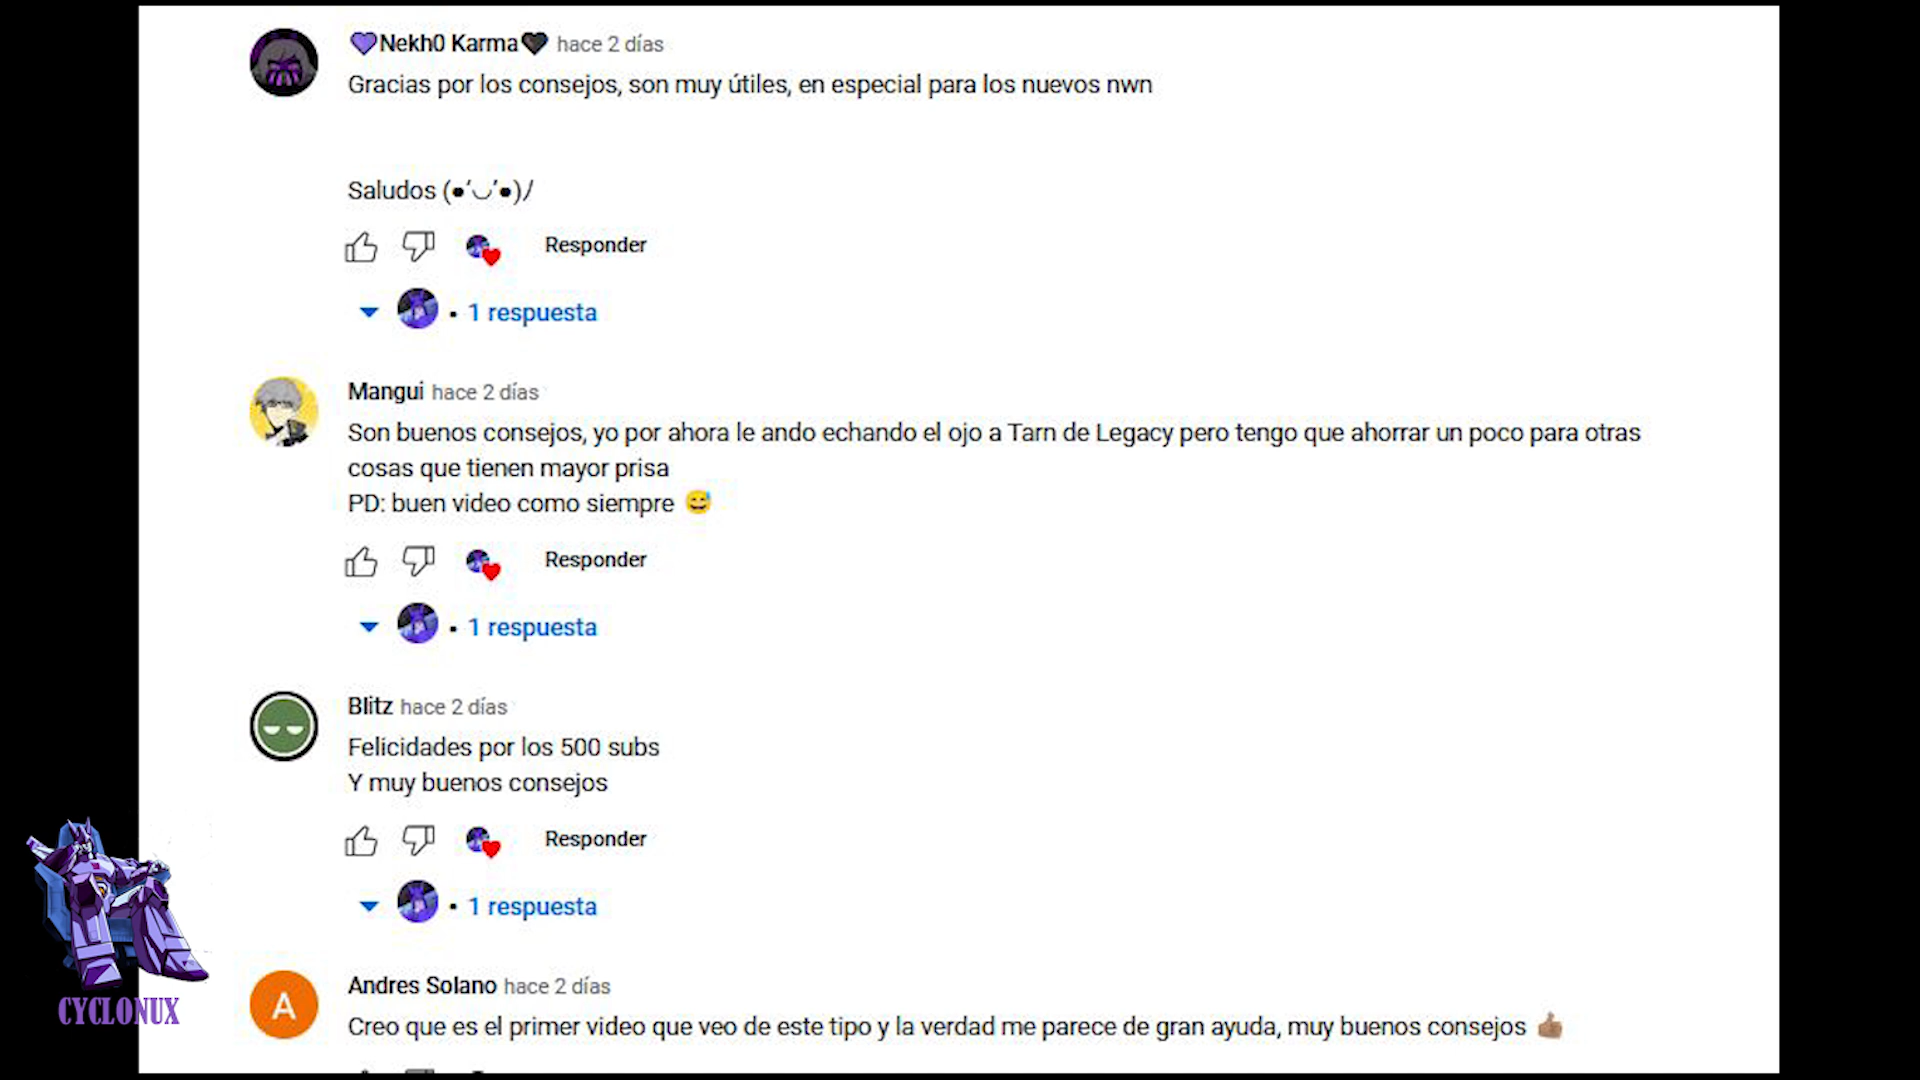 💜Nekh0 Karma🖤 hace 2 días
Gracias por los consejos, son muy útiles, en especial para los nuevos nwn
Saludos (●'◡'●)ﾉ
Responder
• 1 respuesta
Mangui hace 2 días
Son buenos consejos, yo por ahora le ando echando el ojo a Tarn de Legacy pero tengo que ahorrar un poco para otras
cosas que tienen mayor prisa
PD: buen video como siempre 😅
Responder
• 1 respuesta
Blitz hace 2 días
Felicidades por los 500 subs
Y muy buenos consejos
Responder
• 1 respuesta
A
Andres Solano hace 2 días
Creo que es el primer video que veo de este tipo y la verdad me parece de gran ayuda, muy buenos consejos 👍🏽
CYCLONUX